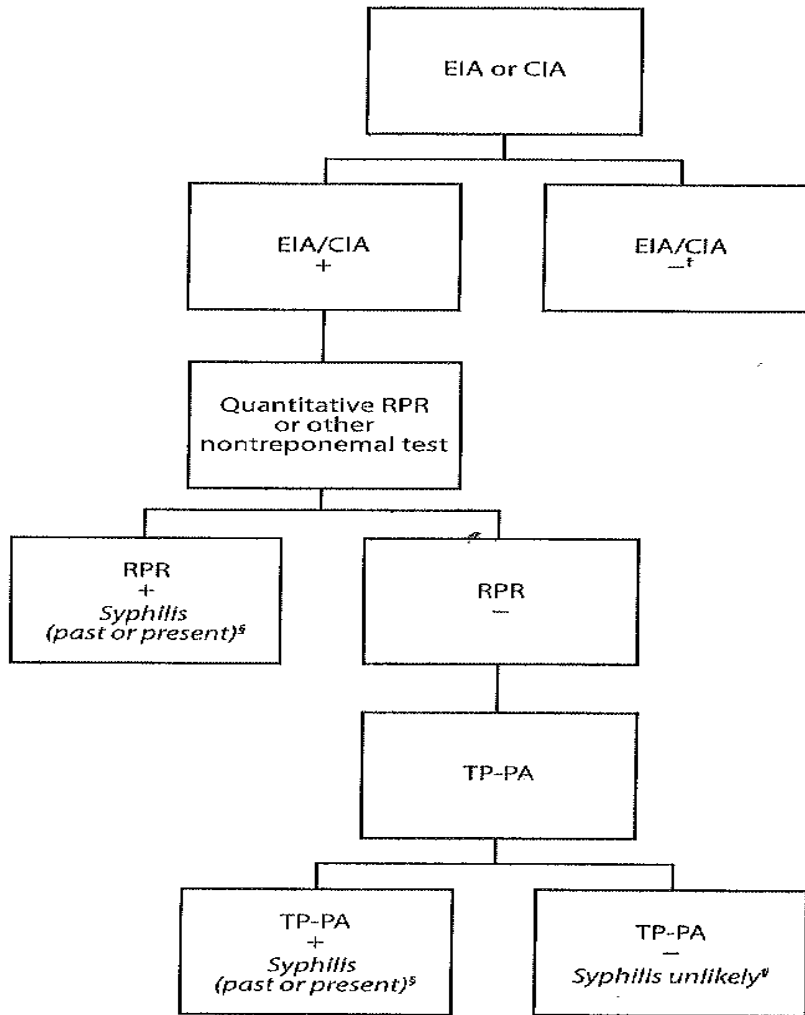 EIA or CIA
EIA/CIA
+
EIA/CIA
−†
Quantitative RPR
or other
nontreponemal test
RPR
+
Syphilis
(past or present)§
RPR
−
TP-PA
TP-PA
+
Syphilis
(past or present)§
TP-PA
−
Syphilis unlikely¶